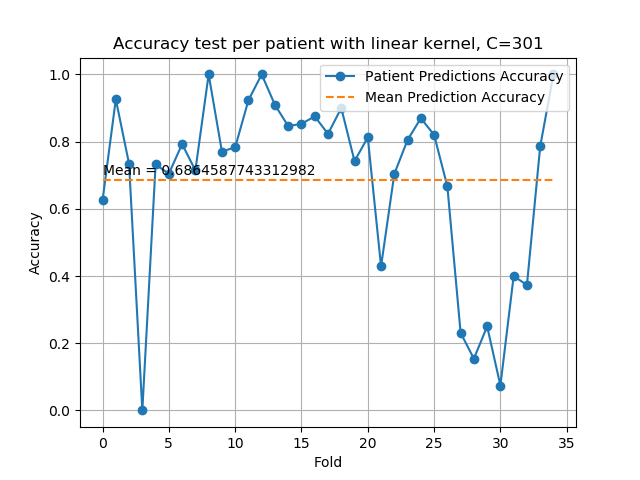 Accuracy test per patient with linear kernel, C=301
Patient Predictions Accuracy
Mean Prediction Accuracy
Mean = 0.6864587743312982
Accuracy
1.0
0.8
0.6
0.4
0.2
0.0
0 5 10 15 20 25 30 35
Fold